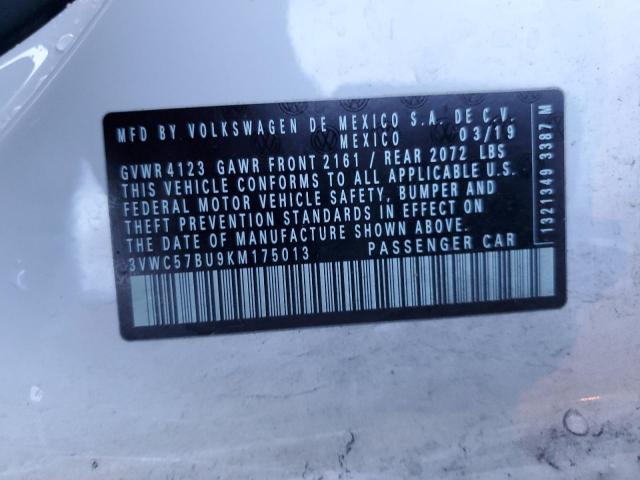 MFD BY VOLKSWAGEN DE MEXICO S.A. DE C.V.
MEXICO 03/19
GVWR 4123 GAWR FRONT 2161 / REAR 2072 LBS
THIS VEHICLE CONFORMS TO ALL APPLICABLE U.S.
FEDERAL MOTOR VEHICLE SAFETY, BUMPER AND
THEFT PREVENTION STANDARDS IN EFFECT ON
THE DATE OF MANUFACTURE SHOWN ABOVE.
3VWC57BU9KM175013 PASSENGER CAR
1921349 3387 M